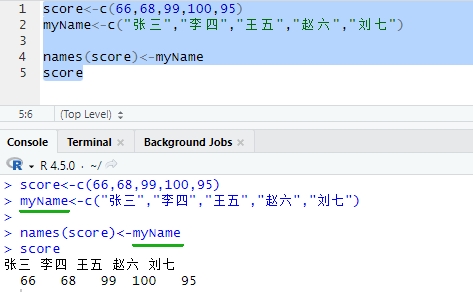 1 score<-c(66,68,99,100,95)
2 myName<-c("张三","李四","王五","赵六","刘七")
3
4 names(score)<-myName
5 score
5:6 (Top Level)
Console Terminal Background Jobs
R 4.5.0 · ~/
> score<-c(66,68,99,100,95)
> myName<-c("张三","李四","王五","赵六","刘七")
>
> names(score)<-myName
> score
张三 李四 王五 赵六 刘七
66 68 99 100 95